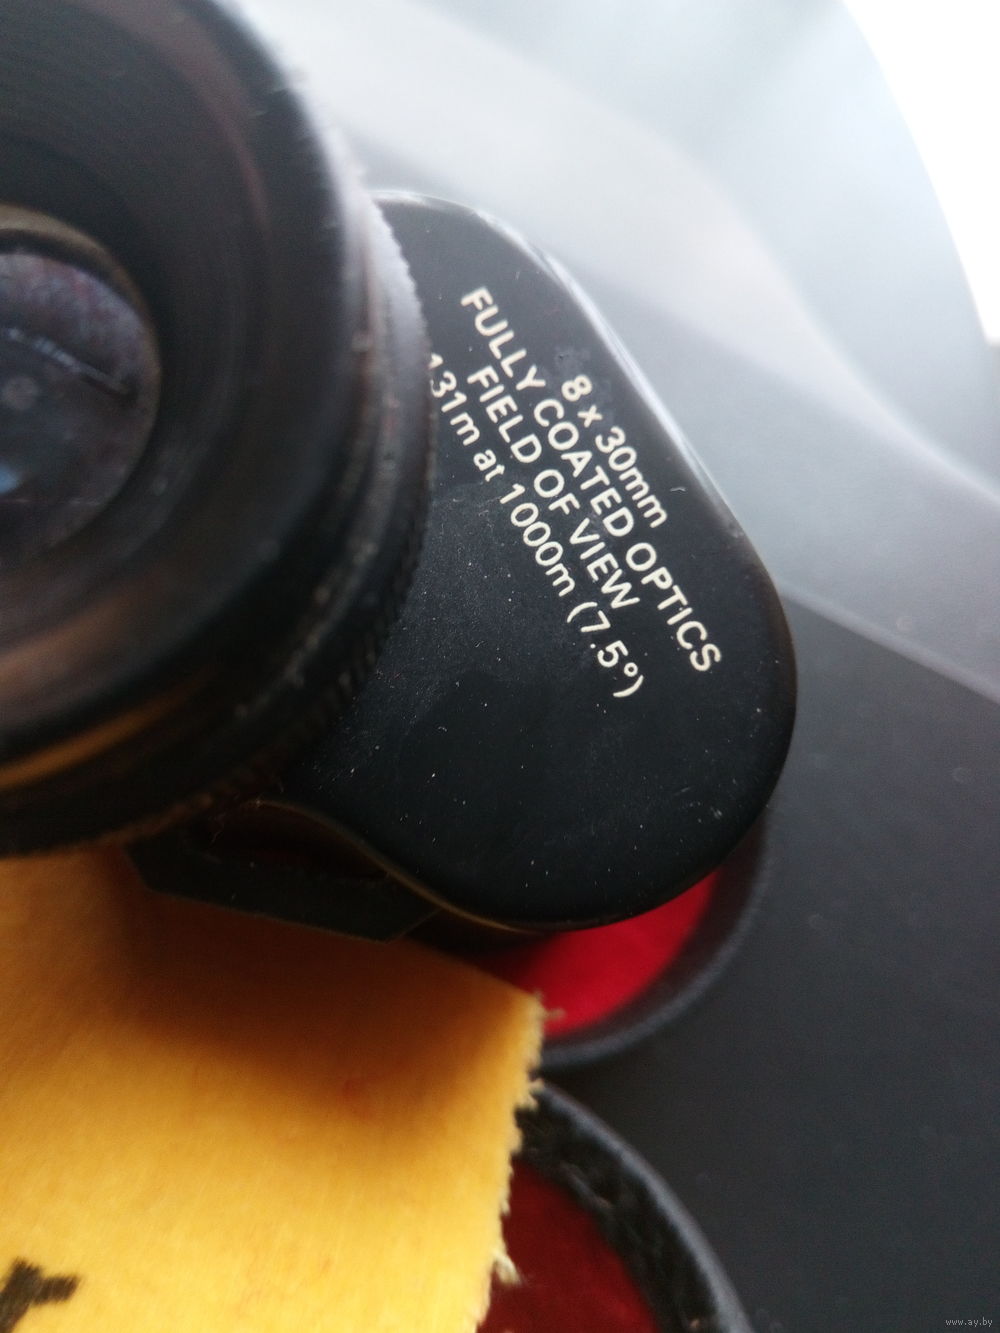 8 x 30mm
FULLY COATED OPTICS
FIELD OF VIEW
131m at 1000m (7.5°)
www.ay.by